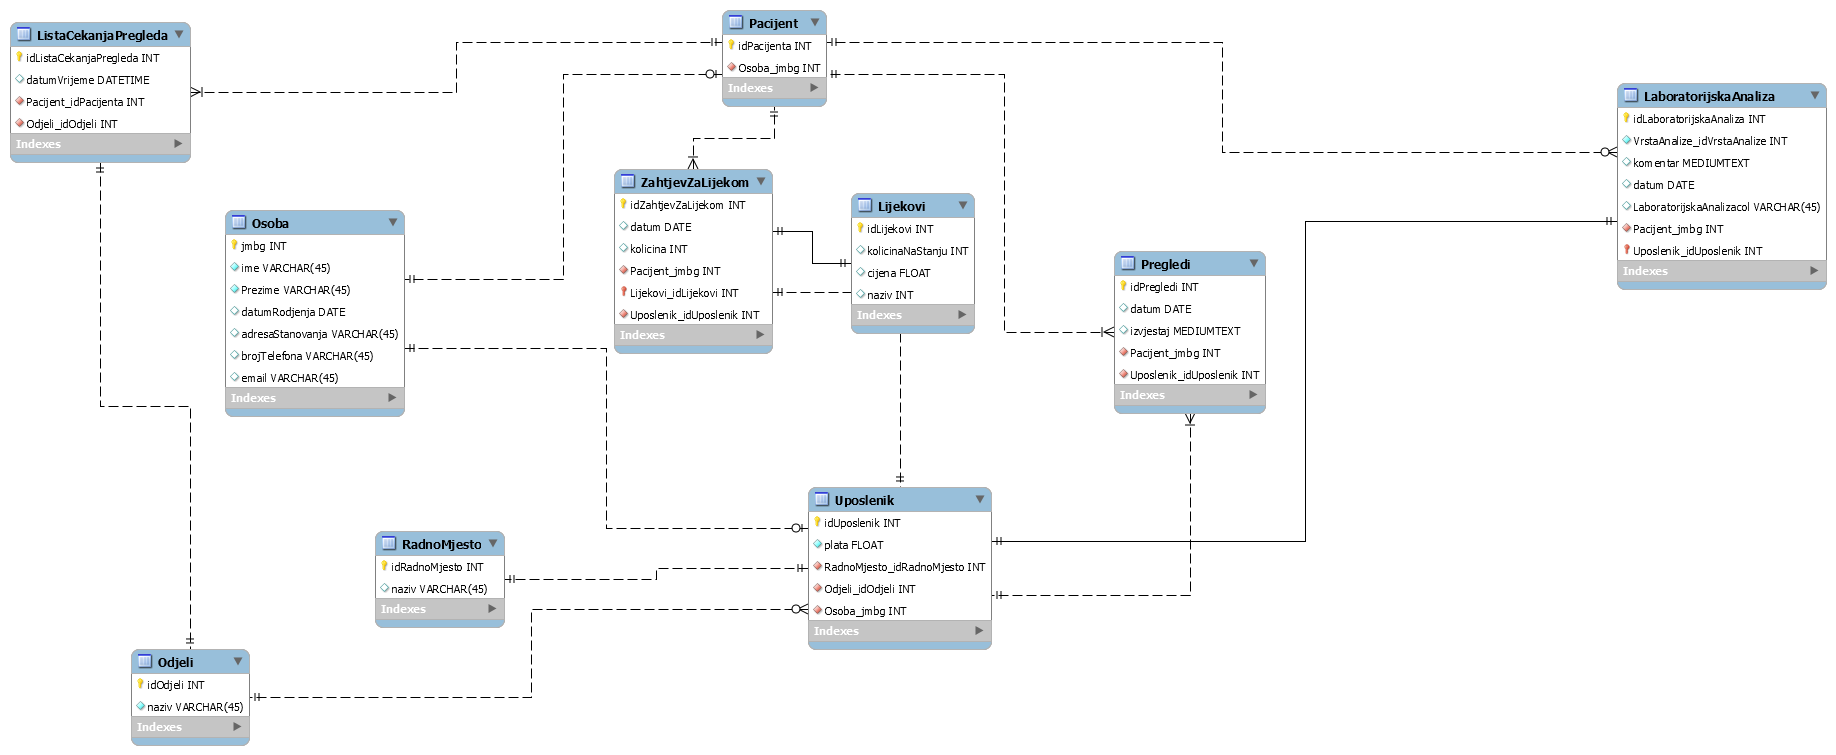 ListaCekanjaPregleda
idListaCekanjaPregleda INT
datumVrijeme DATETIME
Pacijent_idPacijenta INT
Odjeli_idOdjeli INT
Indexes
Pacijent
idPacijenta INT
Osoba_jmbg INT
Indexes
LaboratorijskaAnaliza
idLaboratorijskaAnaliza INT
VrstaAnalize_idVrstaAnalize INT
komentar MEDIUMTEXT
datum DATE
LaboratorijskaAnalizacol VARCHAR(45)
Pacijent_jmbg INT
Uposlenik_idUposlenik INT
Indexes
ZahtjevZaLijekom
idZahtjevZaLijekom INT
datum DATE
kolicina INT
Pacijent_jmbg INT
Lijekovi_idLijekovi INT
Uposlenik_idUposlenik INT
Indexes
Lijekovi
idLijekovi INT
kolicinaNaStanju INT
cijena FLOAT
naziv INT
Indexes
Osoba
jmbg INT
ime VARCHAR(45)
Prezime VARCHAR(45)
datumRodjenja DATE
adresaStanovanja VARCHAR(45)
brojTelefona VARCHAR(45)
email VARCHAR(45)
Indexes
Pregledi
idPregledi INT
datum DATE
izvjestaj MEDIUMTEXT
Pacijent_jmbg INT
Uposlenik_idUposlenik INT
Indexes
Uposlenik
idUposlenik INT
plata FLOAT
RadnoMjesto_idRadnoMjesto INT
Odjeli_idOdjeli INT
Osoba_jmbg INT
Indexes
RadnoMjesto
idRadnoMjesto INT
naziv VARCHAR(45)
Indexes
Odjeli
idOdjeli INT
naziv VARCHAR(45)
Indexes